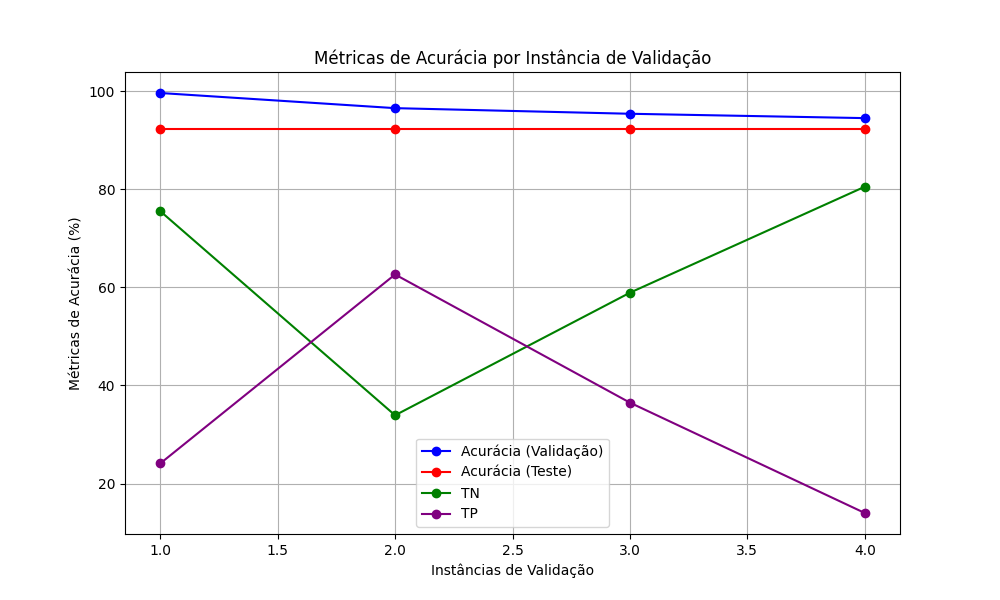 Métricas de Acurácia por Instância de Validação
Métricas de Acurácia (%)
100
80
60
40
20
Acurácia (Validação)
Acurácia (Teste)
TN
TP
1.0 1.5 2.0 2.5 3.0 3.5 4.0
Instâncias de Validação